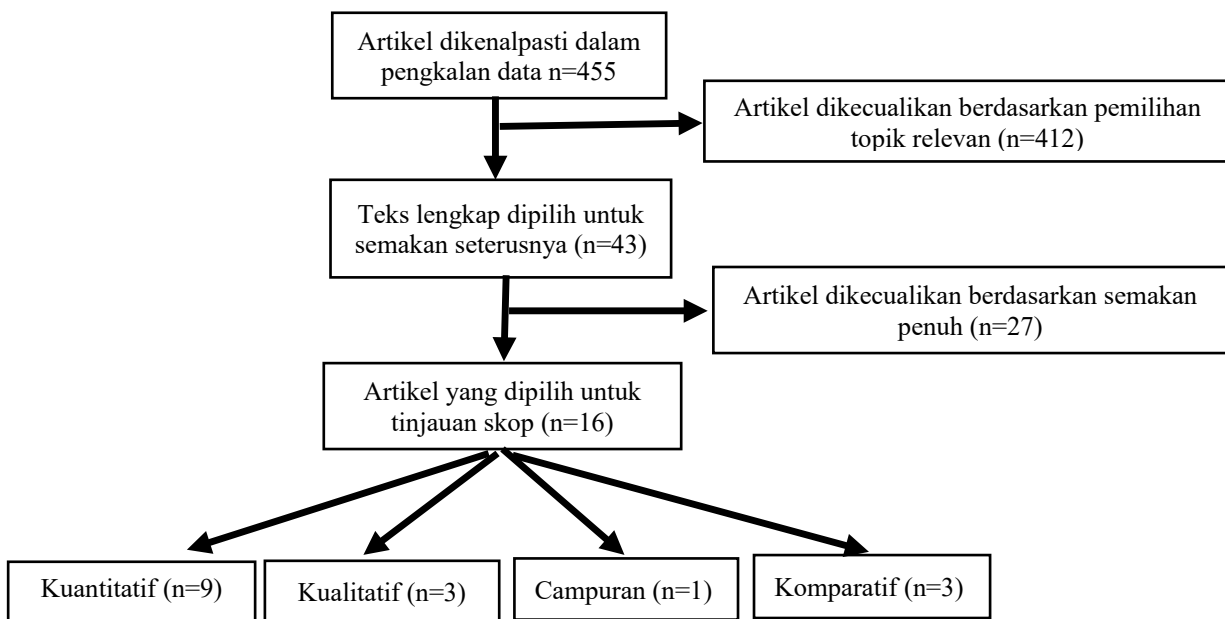 Artikel dikenalpasti dalam
pengkalan data n=455
Artikel dikecualikan berdasarkan pemilihan
topik relevan (n=412)
Teks lengkap dipilih untuk
semakan seterusnya (n=43)
Artikel dikecualikan berdasarkan semakan
penuh (n=27)
Artikel yang dipilih untuk
tinjauan skop (n=16)
Kuantitatif (n=9)
Kualitatif (n=3)
Campuran (n=1)
Komparatif (n=3)